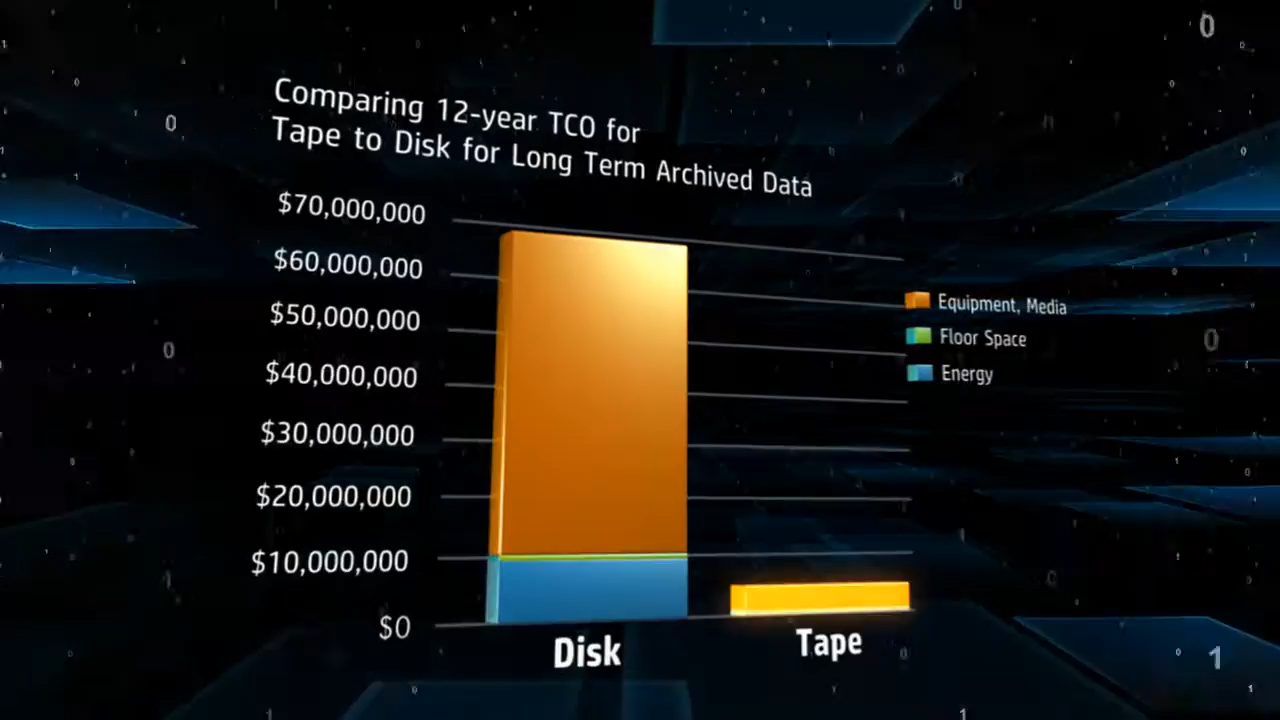 Comparing 12-year TCO for
Tape to Disk for Long Term Archived Data
$70,000,000
$60,000,000
$50,000,000
$40,000,000
$30,000,000
$20,000,000
$10,000,000
$0
Disk
Tape
Equipment, Media
Floor Space
Energy